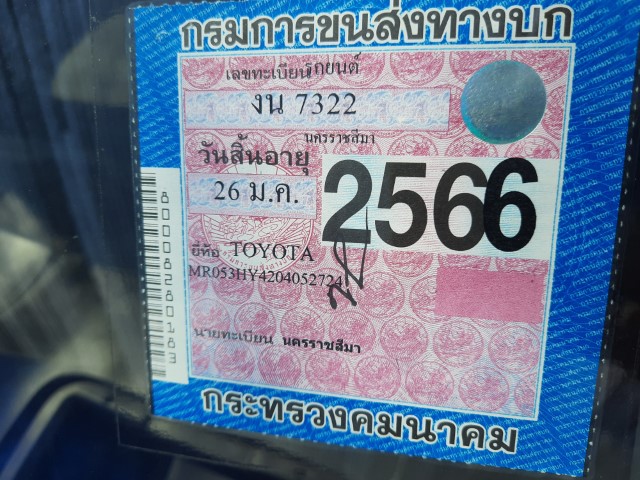 กรมการขนส่งทางบก
เลขทะเบียนรถยนต์
งน 7322
นครราชสีมา
วันสิ้นอายุ
26 ม.ค.
2566
ยี่ห้อ TOYOTA
MR053HY4204052724
นายทะเบียน นครราชสีมา
กระทรวงคมนาคม
80008280183